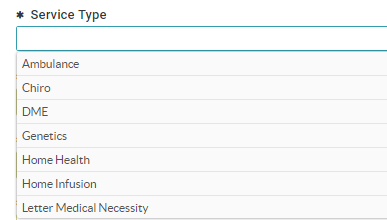 * Service Type
Ambulance
Chiro
DME
Genetics
Home Health
Home Infusion
Letter Medical Necessity